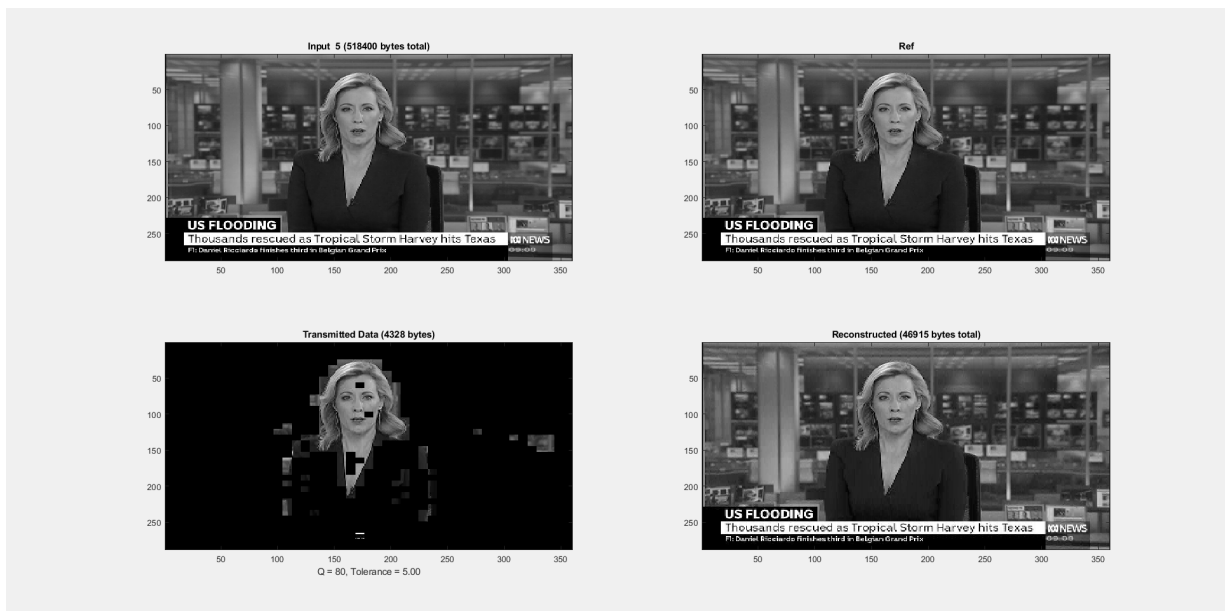 Input 5 (518400 bytes total)
50
100
150
200
250
US FLOODING
Thousands rescued as Tropical Storm Harvey hits Texas
NEWS
F1: Daniel Ricciardo finishes third in Belgian Grand Prix
50 100 150 200 250 300 350
Ref
50
100
150
200
250
US FLOODING
Thousands rescued as Tropical Storm Harvey hits Texas
NEWS
F1: Daniel Ricciardo finishes third in Belgian Grand Prix
50 100 150 200 250 300 350
Transmitted Data (4328 bytes)
50
100
150
200
250
50 100 150 200 250 300 350
Q = 80, Tolerance = 5.00
Reconstructed (46915 bytes total)
50
100
150
200
250
US FLOODING
Thousands rescued as Tropical Storm Harvey hits Texas
NEWS
F1: Daniel Ricciardo finishes third in Belgian Grand Prix
50 100 150 200 250 300 350